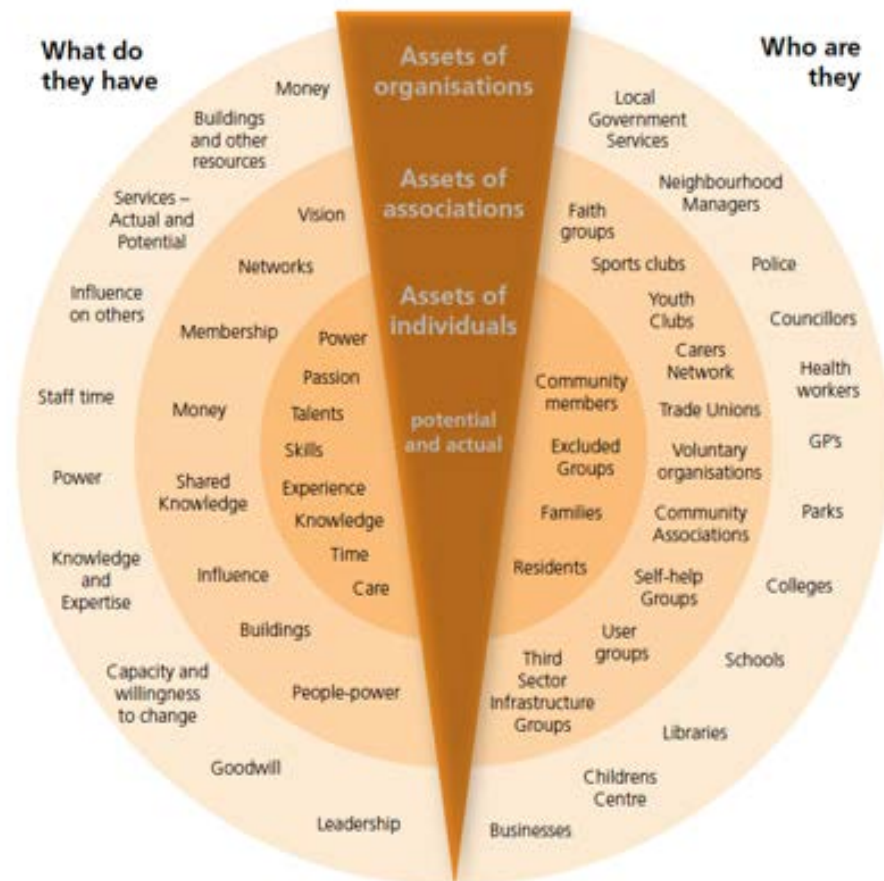 What do
they have
Who are
they
Assets of
organisations
Assets of
associations
Assets of
individuals
potential
and actual
Money
Buildings
and other
resources
Services –
Actual and
Potential
Influence
on others
Staff time
Power
Knowledge
and
Expertise
Capacity and
willingness
to change
Goodwill
Leadership
Vision
Networks
Membership
Money
Shared
Knowledge
Influence
Buildings
People-power
Power
Passion
Talents
Skills
Experience
Knowledge
Time
Care
Community
members
Excluded
Groups
Families
Residents
Faith
groups
Sports clubs
Youth
Clubs
Carers
Network
Trade Unions
Voluntary
organisations
Community
Associations
Self-help
Groups
User
groups
Third
Sector
Infrastructure
Groups
Local
Government
Services
Neighbourhood
Managers
Police
Councillors
Health
workers
GP's
Parks
Colleges
Schools
Libraries
Childrens
Centre
Businesses